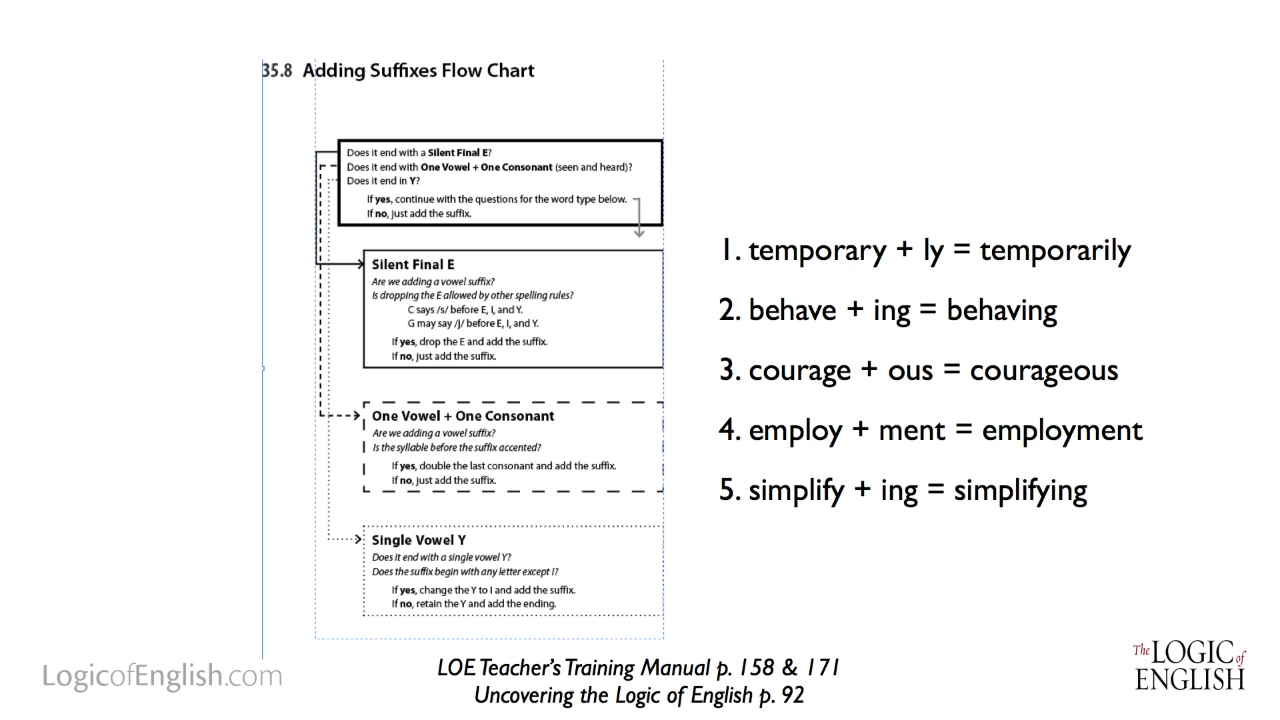 35.8 Adding Suffixes Flow Chart
Does it end with a Silent Final E?
Does it end with One Vowel + One Consonant (seen and heard)?
Does it end in Y?
If yes, continue with the questions for the word type below.
If no, just add the suffix.
Silent Final E
Are we adding a vowel suffix?
Is dropping the E allowed by other spelling rules?
C says /s/ before E, I, and Y.
G may say /j/ before E, I, and Y.
If yes, drop the E and add the suffix.
If no, just add the suffix.
One Vowel + One Consonant
Are we adding a vowel suffix?
Is the syllable before the suffix accented?
If yes, double the last consonant and add the suffix.
If no, just add the suffix.
Single Vowel Y
Does it end with a single vowel Y?
Does the suffix begin with any letter except I?
If yes, change the Y to I and add the suffix.
If no, retain the Y and add the ending.
1. temporary + ly = temporarily
2. behave + ing = behaving
3. courage + ous = courageous
4. employ + ment = employment
5. simplify + ing = simplifying
LogicofEnglish.com
LOE Teacher's Training Manual p. 158 & 171
Uncovering the Logic of English p. 92
The LOGIC of
ENGLISH